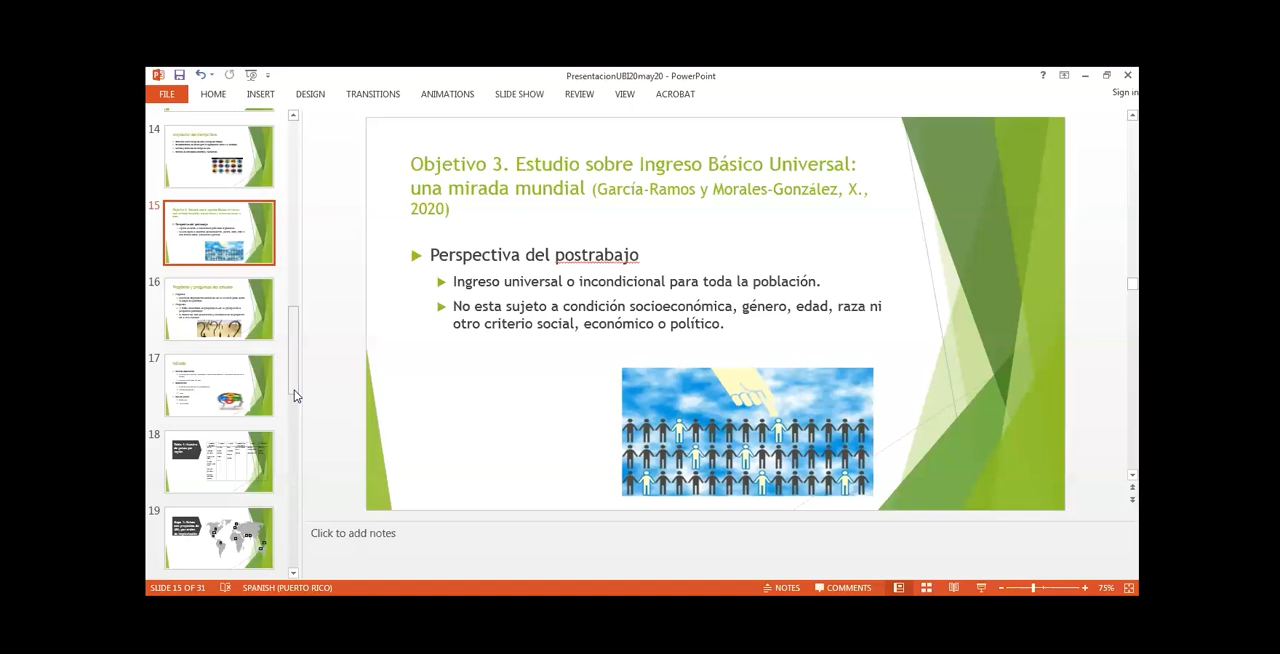 PresentacionUBI20may20 - PowerPoint
Sign in
FILE HOME INSERT DESIGN TRANSITIONS ANIMATIONS SLIDE SHOW REVIEW VIEW ACROBAT
14
15
16
17
18
19
Objetivo 3. Estudio sobre Ingreso Básico Universal:
una mirada mundial (García-Ramos y Morales-González, X.,
2020)
Perspectiva del postrabajo
Ingreso universal o incondicional para toda la población.
No esta sujeto a condición socioeconómica, género, edad, raza ni
otro criterio social, económico o político.
Click to add notes
SLIDE 15 OF 31 SPANISH (PUERTO RICO) NOTES COMMENTS 75%